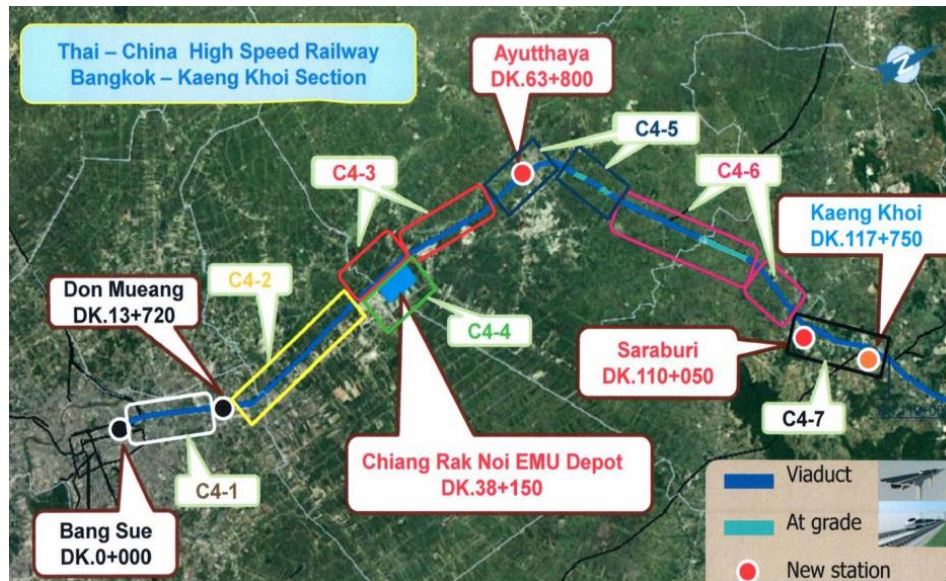 Thai – China High Speed Railway
Bangkok – Kaeng Khoi Section
Ayutthaya
DK.63+800
C4-5
C4-3
C4-6
Kaeng Khoi
DK.117+750
Don Mueang
DK.13+720
C4-2
C4-4
Saraburi
DK.110+050
C4-7
Chiang Rak Noi EMU Depot
DK.38+150
C4-1
Bang Sue
DK.0+000
Viaduct
At grade
New station